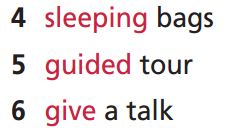 4 sleeping bags
5 guided tour
6 give a talk